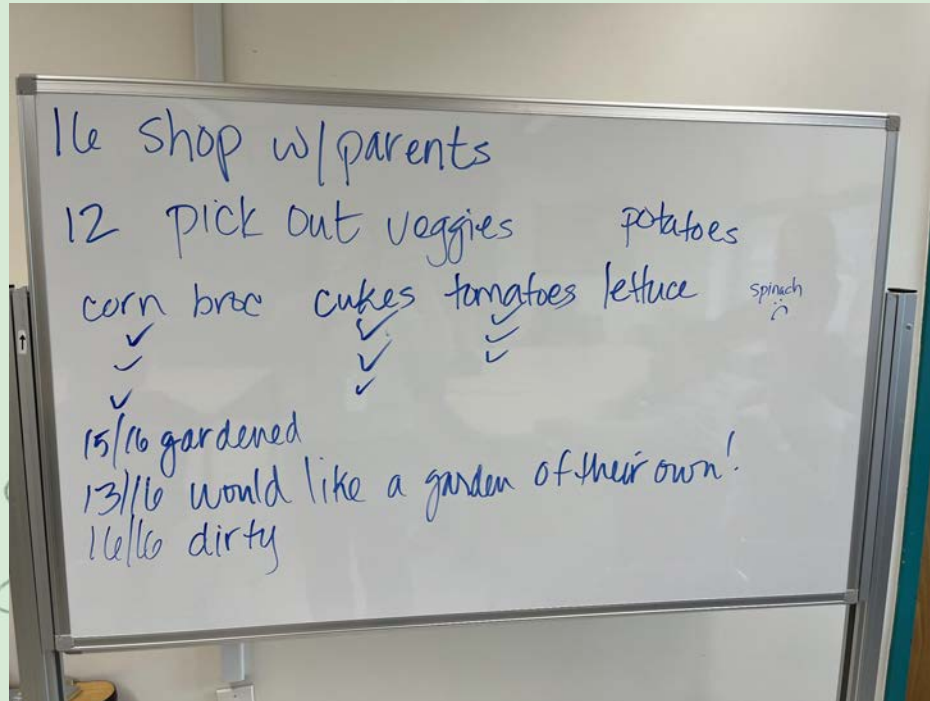 16 shop w/parents
12 pick out veggies potatoes
corn broc cukes tomatoes lettuce spinach
✓ ✓ ✓
✓ ✓ ✓
✓ ✓ ✓
15/16 gardened
13/16 would like a garden of their own!
16/16 dirty